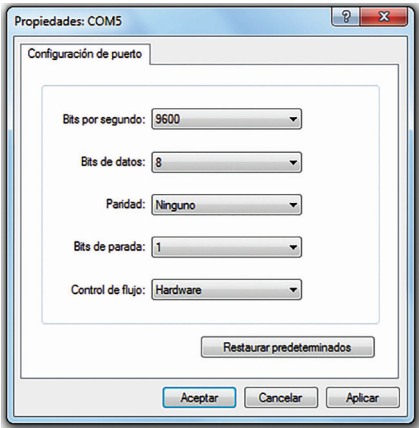 Propiedades: COM5
Configuración de puerto
Bits por segundo: 9600
Bits de datos: 8
Paridad: Ninguno
Bits de parada: 1
Control de flujo: Hardware
Restaurar predeterminados
Aceptar Cancelar Aplicar